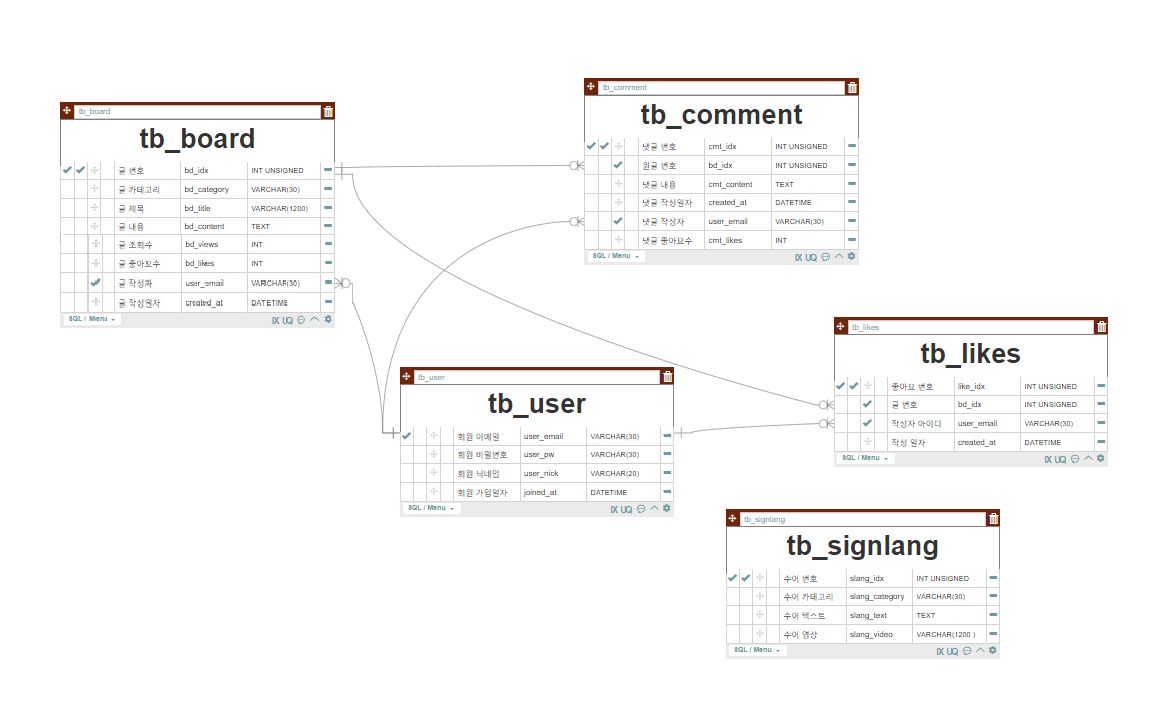 tb_board
tb_board
글 번호 bd_idx INT UNSIGNED
글 카테고리 bd_category VARCHAR(30)
글 제목 bd_title VARCHAR(1200)
글 내용 bd_content TEXT
글 조회수 bd_views INT
글 좋아요수 bd_likes INT
글 작성자 user_email VARCHAR(30)
글 작성일자 created_at DATETIME
SQL / Menu IX UQ
tb_comment
tb_comment
댓글 번호 cmt_idx INT UNSIGNED
원글 번호 bd_idx INT UNSIGNED
댓글 내용 cmt_content TEXT
댓글 작성일자 created_at DATETIME
댓글 작성자 user_email VARCHAR(30)
댓글 좋아요수 cmt_likes INT
SQL / Menu IX UQ
tb_user
tb_user
회원 이메일 user_email VARCHAR(30)
회원 비밀번호 user_pw VARCHAR(30)
회원 닉네임 user_nick VARCHAR(20)
회원 가입일자 joined_at DATETIME
SQL / Menu IX UQ
tb_likes
tb_likes
좋아요 번호 like_idx INT UNSIGNED
글 번호 bd_idx INT UNSIGNED
작성자 아이디 user_email VARCHAR(30)
작성 일자 created_at DATETIME
SQL / Menu IX UQ
tb_signlang
tb_signlang
수어 번호 slang_idx INT UNSIGNED
수어 카테고리 slang_category VARCHAR(30)
수어 텍스트 slang_text TEXT
수어 영상 slang_video VARCHAR(1200 )
SQL / Menu IX UQ